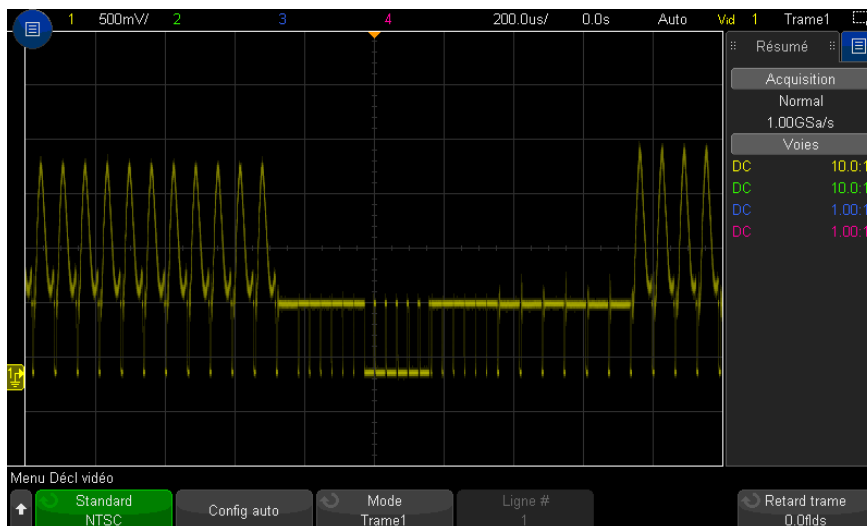 1 500mV/ 2 3 4 200.0us/ 0.0s Auto Vid 1 Trame1
Résumé
Acquisition
Normal
1.00GSa/s
Voies
DC 10.0:1
DC 10.0:1
DC 1.00:1
DC 1.00:1
1
Menu Décl vidéo
Standard
NTSC
Config auto
Mode
Trame1
Ligne #
1
Retard trame
0.0flds